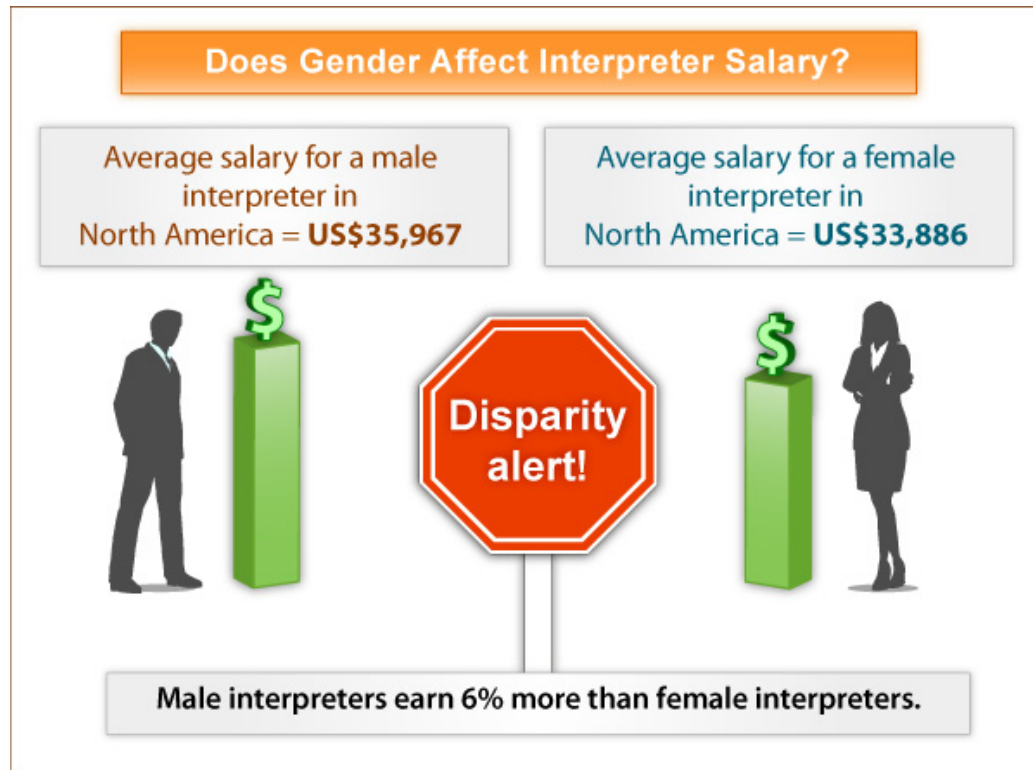 Does Gender Affect Interpreter Salary?
Average salary for a male
interpreter in
North America = US$35,967
Average salary for a female
interpreter in
North America = US$33,886
$
$
Disparity
alert!
Male interpreters earn 6% more than female interpreters.